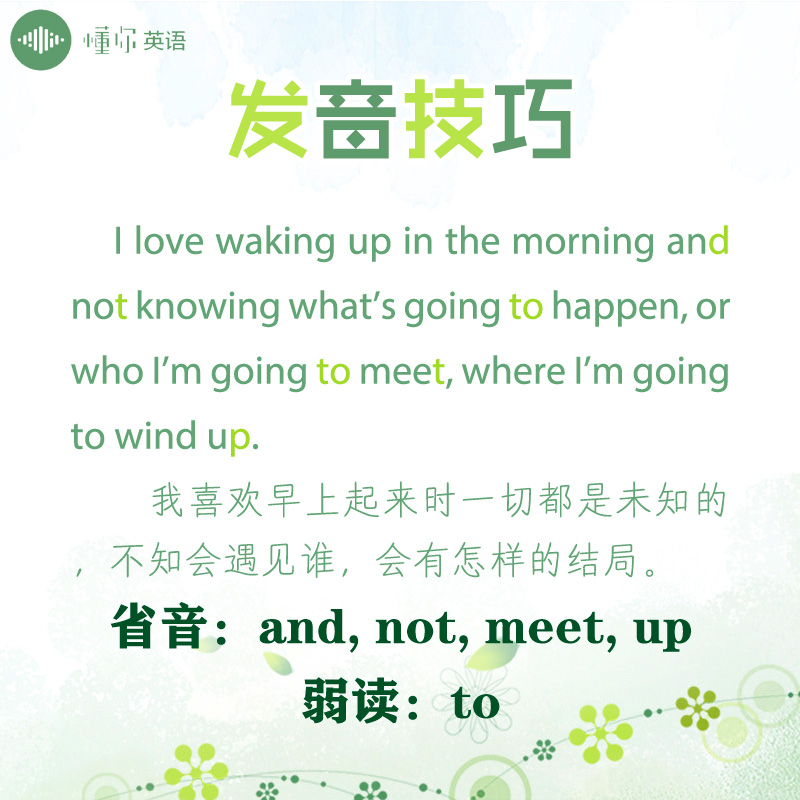 懂你英语
发音技巧
I love waking up in the morning and
not knowing what's going to happen, or
who I'm going to meet, where I'm going
to wind up.
我喜欢早上起来时一切都是未知的
，不知会遇见谁，会有怎样的结局。
省音：and, not, meet, up
弱读：to